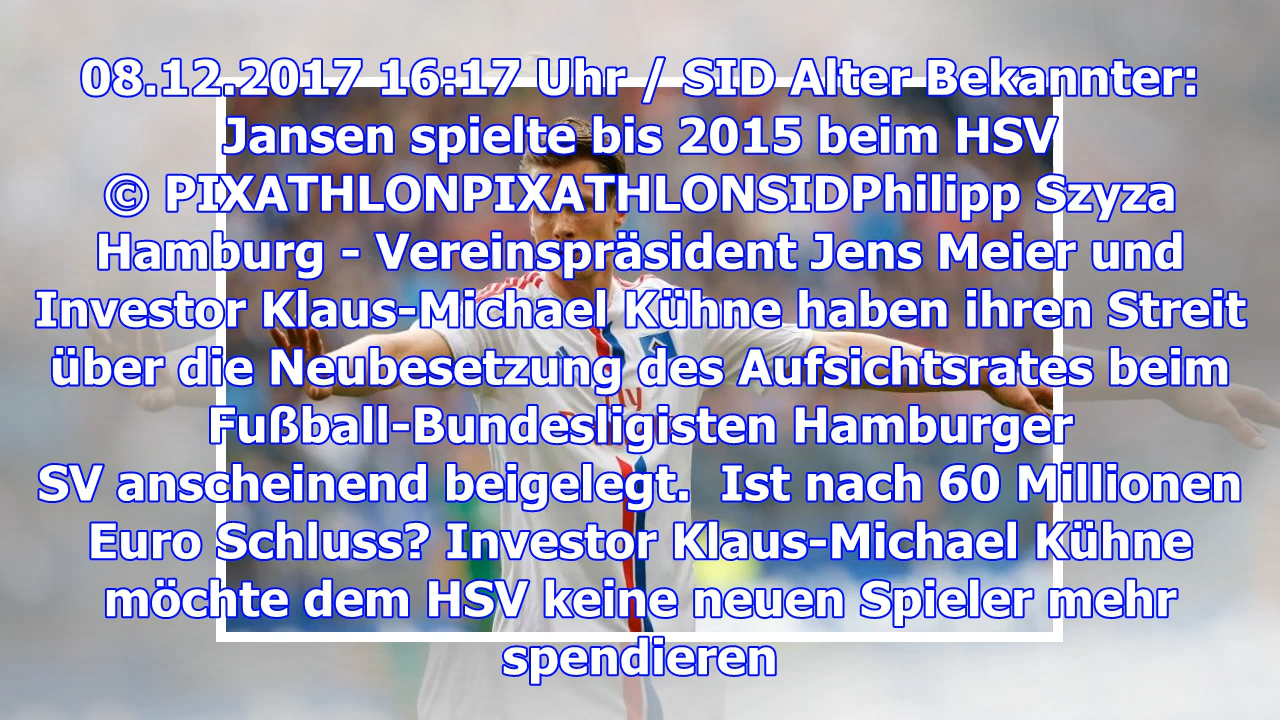 08.12.2017 16:17 Uhr / SID Alter Bekannter:
Jansen spielte bis 2015 beim HSV
© PIXATHLONPIXATHLONSIDPhilipp Szyza
Hamburg - Vereinspräsident Jens Meier und
Investor Klaus-Michael Kühne haben ihren Streit
über die Neubesetzung des Aufsichtsrates beim
Fußball-Bundesligisten Hamburger
SV anscheinend beigelegt.  Ist nach 60 Millionen
Euro Schluss? Investor Klaus-Michael Kühne
möchte dem HSV keine neuen Spieler mehr
spendieren